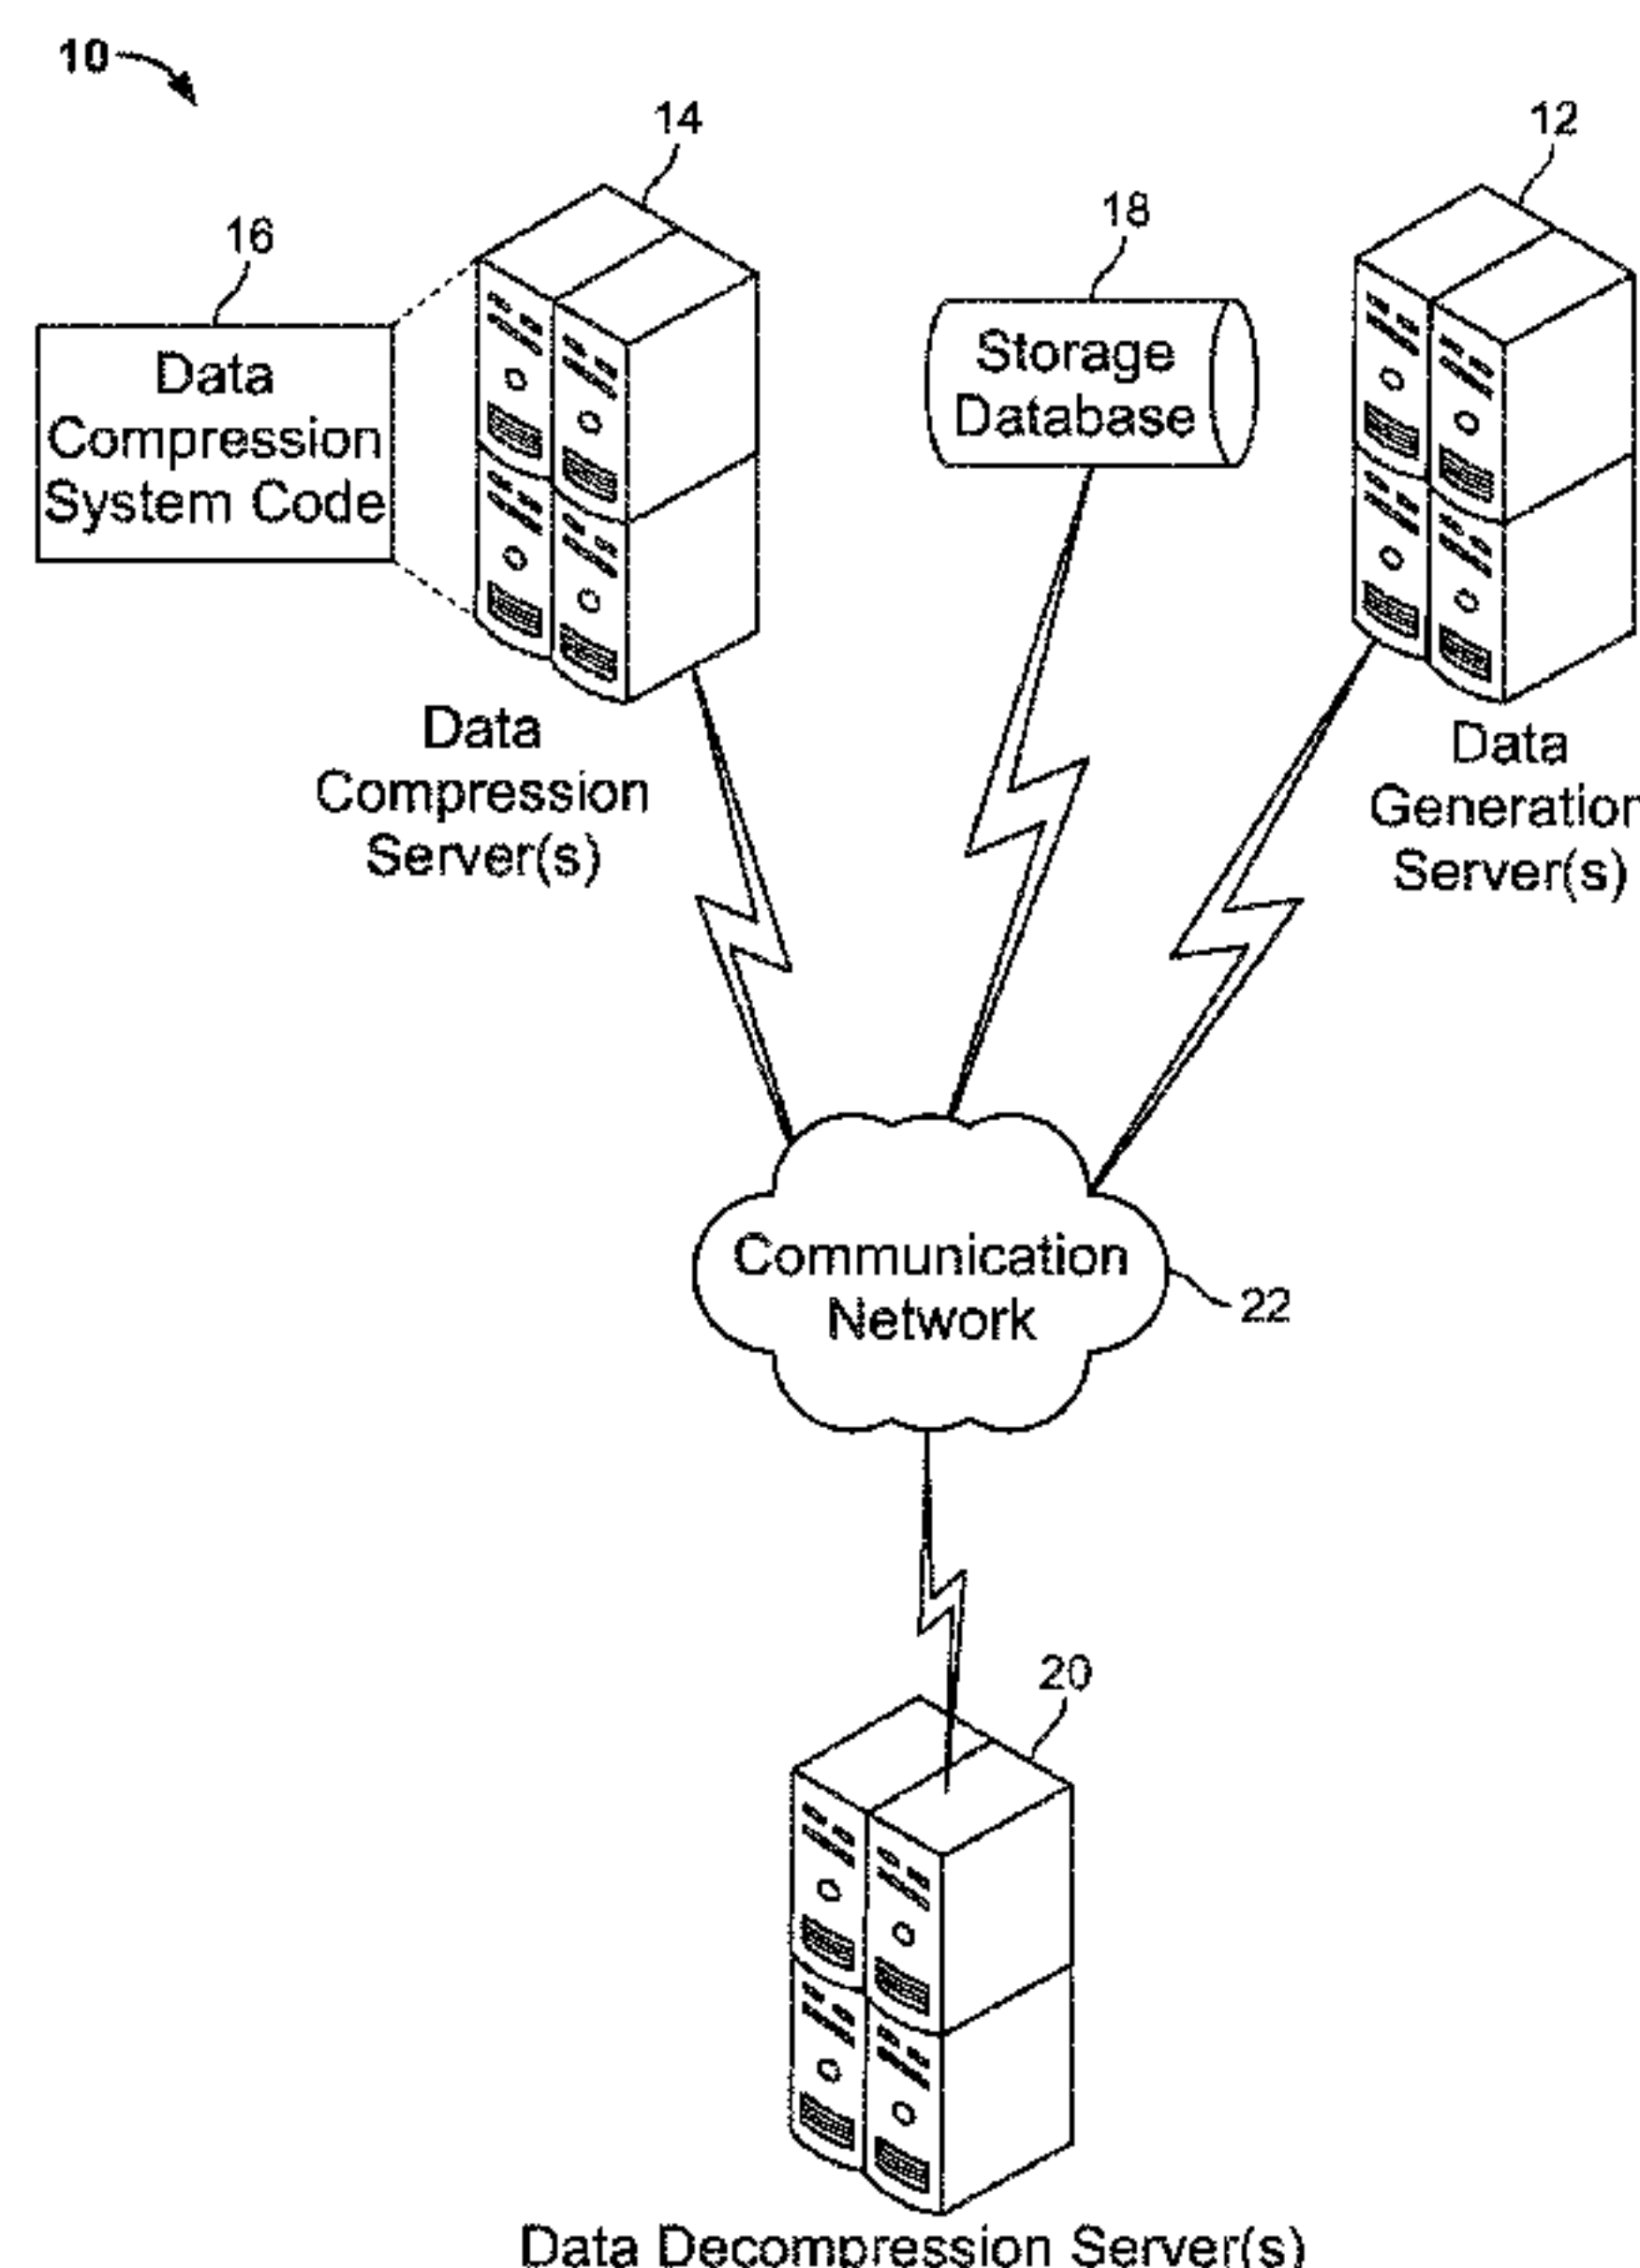 10
14
12
16
18
Data
Compression
System Code
Storage
Database
Data
Compression
Server(s)
Data
Generation
Server(s)
Communication
Network
22
20
Data Decompression Server(s)